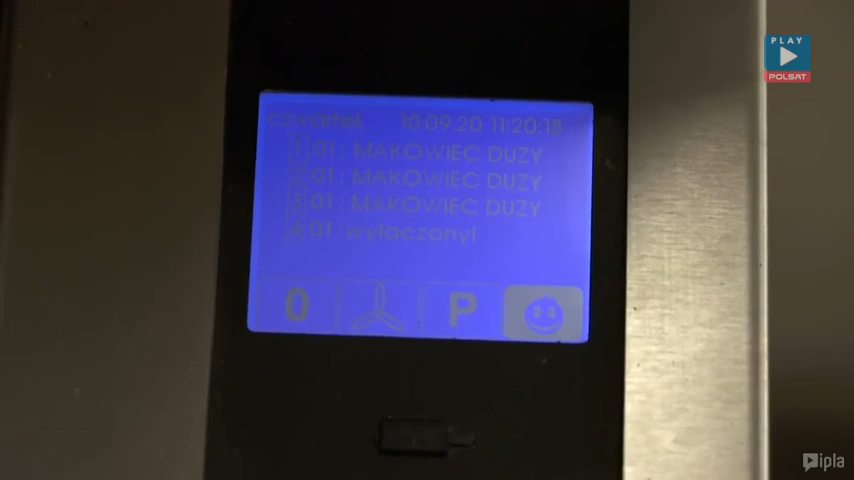 PLAY
POLSAT
czwartek 10.09.20 11:20:18
1 01: MAKOWIEC DUZY
2 01: MAKOWIEC DUZY
3 01: MAKOWIEC DUZY
4 01: wylaczony!
0 P
ipla